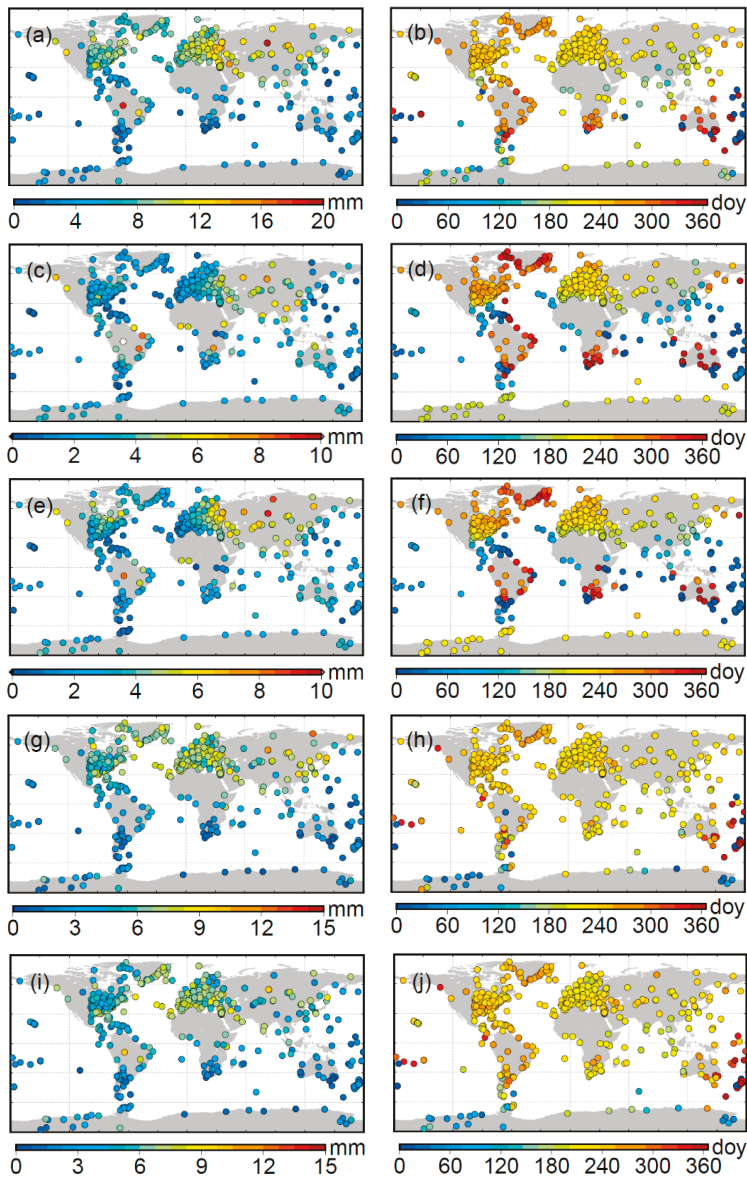 (a) (b)
0 4 8 12 16 20 mm 0 60 120 180 240 300 360 doy
(c) (d)
0 2 4 6 8 10 mm 0 60 120 180 240 300 360 doy
(e) (f)
0 2 4 6 8 10 mm 0 60 120 180 240 300 360 doy
(g) (h)
0 3 6 9 12 15 mm 0 60 120 180 240 300 360 doy
(i) (j)
0 3 6 9 12 15 mm 0 60 120 180 240 300 360 doy